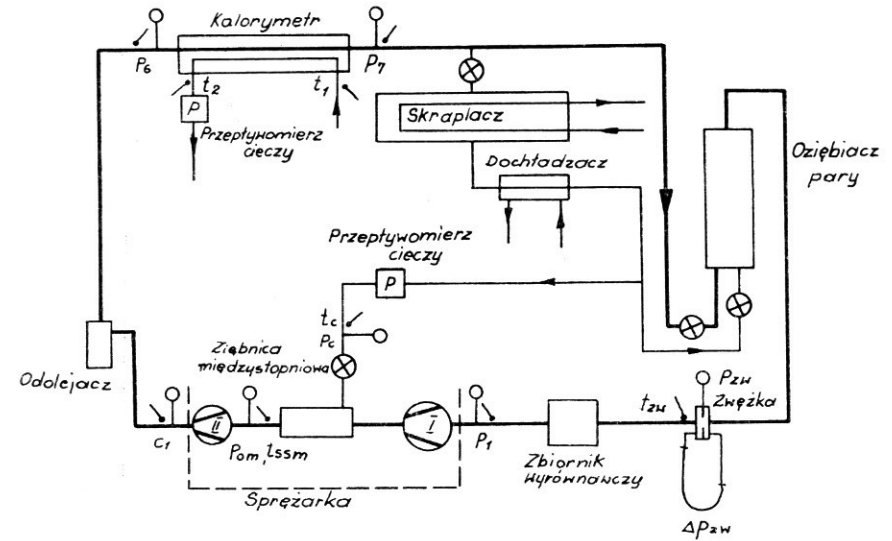 Kalorymetr
P6
P7
t2
t1
P
Przepływomierz
cieczy
Skraplacz
Dochładzacz
Oziębiacz
pary
Przepływomierz
cieczy
P
tc
Pc
Ziębnica
międzystopniowa
Odolejacz
C1
II
Pom, tssm
I
P1
Sprężarka
Zbiornik
wyrównawczy
tzw
Pzw
Zwężka
Δpzw